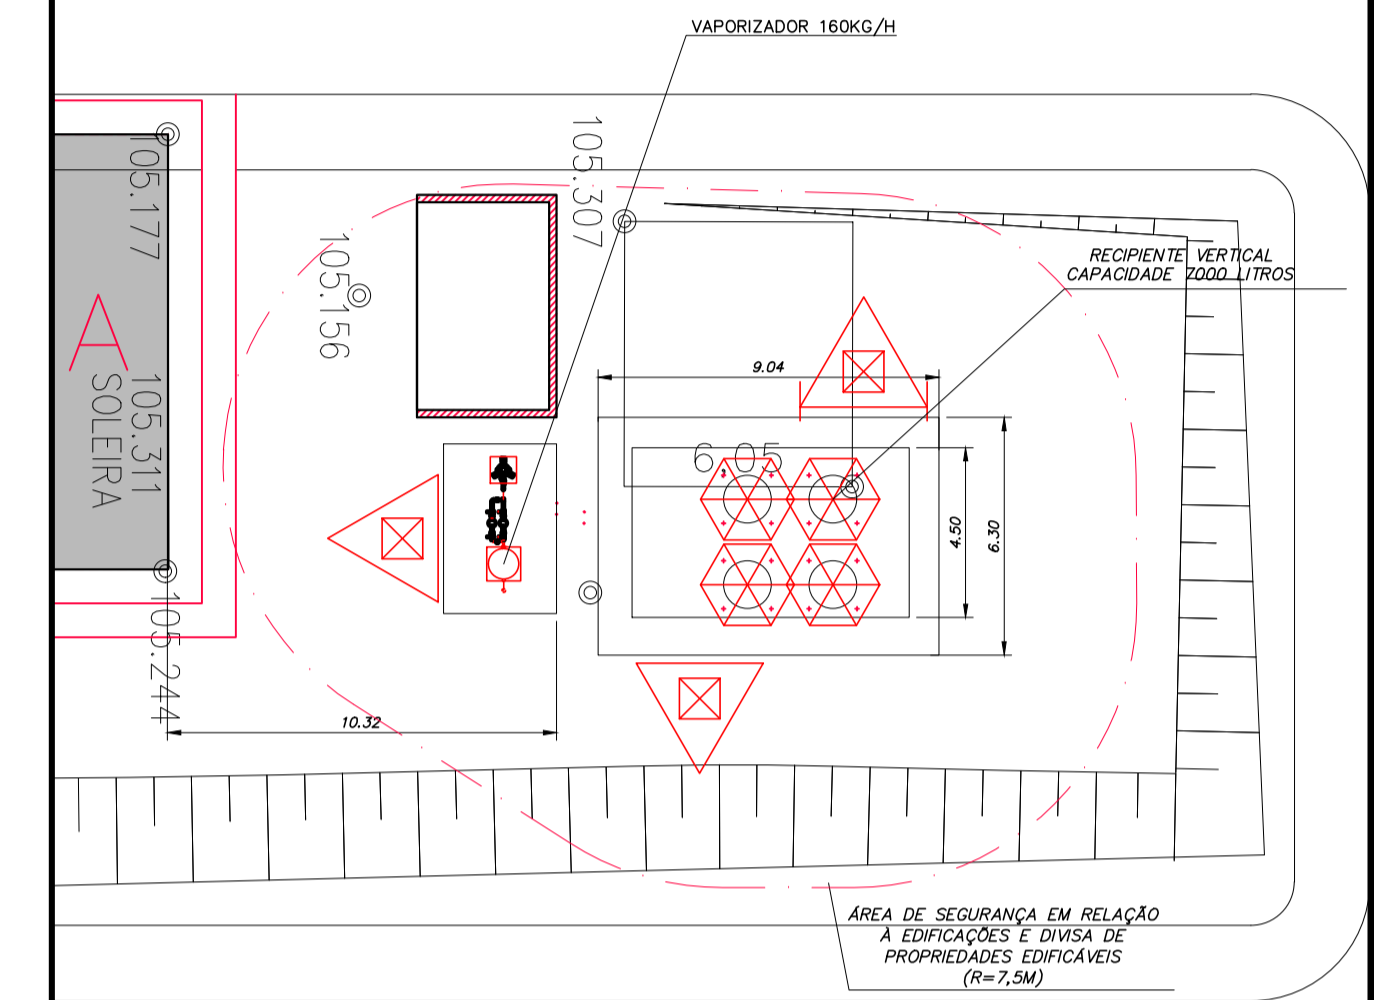 VAPORIZADOR 160KG/H
105.307
105.177
105.156
RECIPIENTE VERTICAL
CAPACIDADE 7000 LITROS
A
SOLEIRA
105.311
9.04
6.05
4.50
6.30
105.244
10.32
ÁREA DE SEGURANÇA EM RELAÇÃO
À EDIFICAÇÕES E DIVISA DE
PROPRIEDADES EDIFICÁVEIS
(R=7,5M)